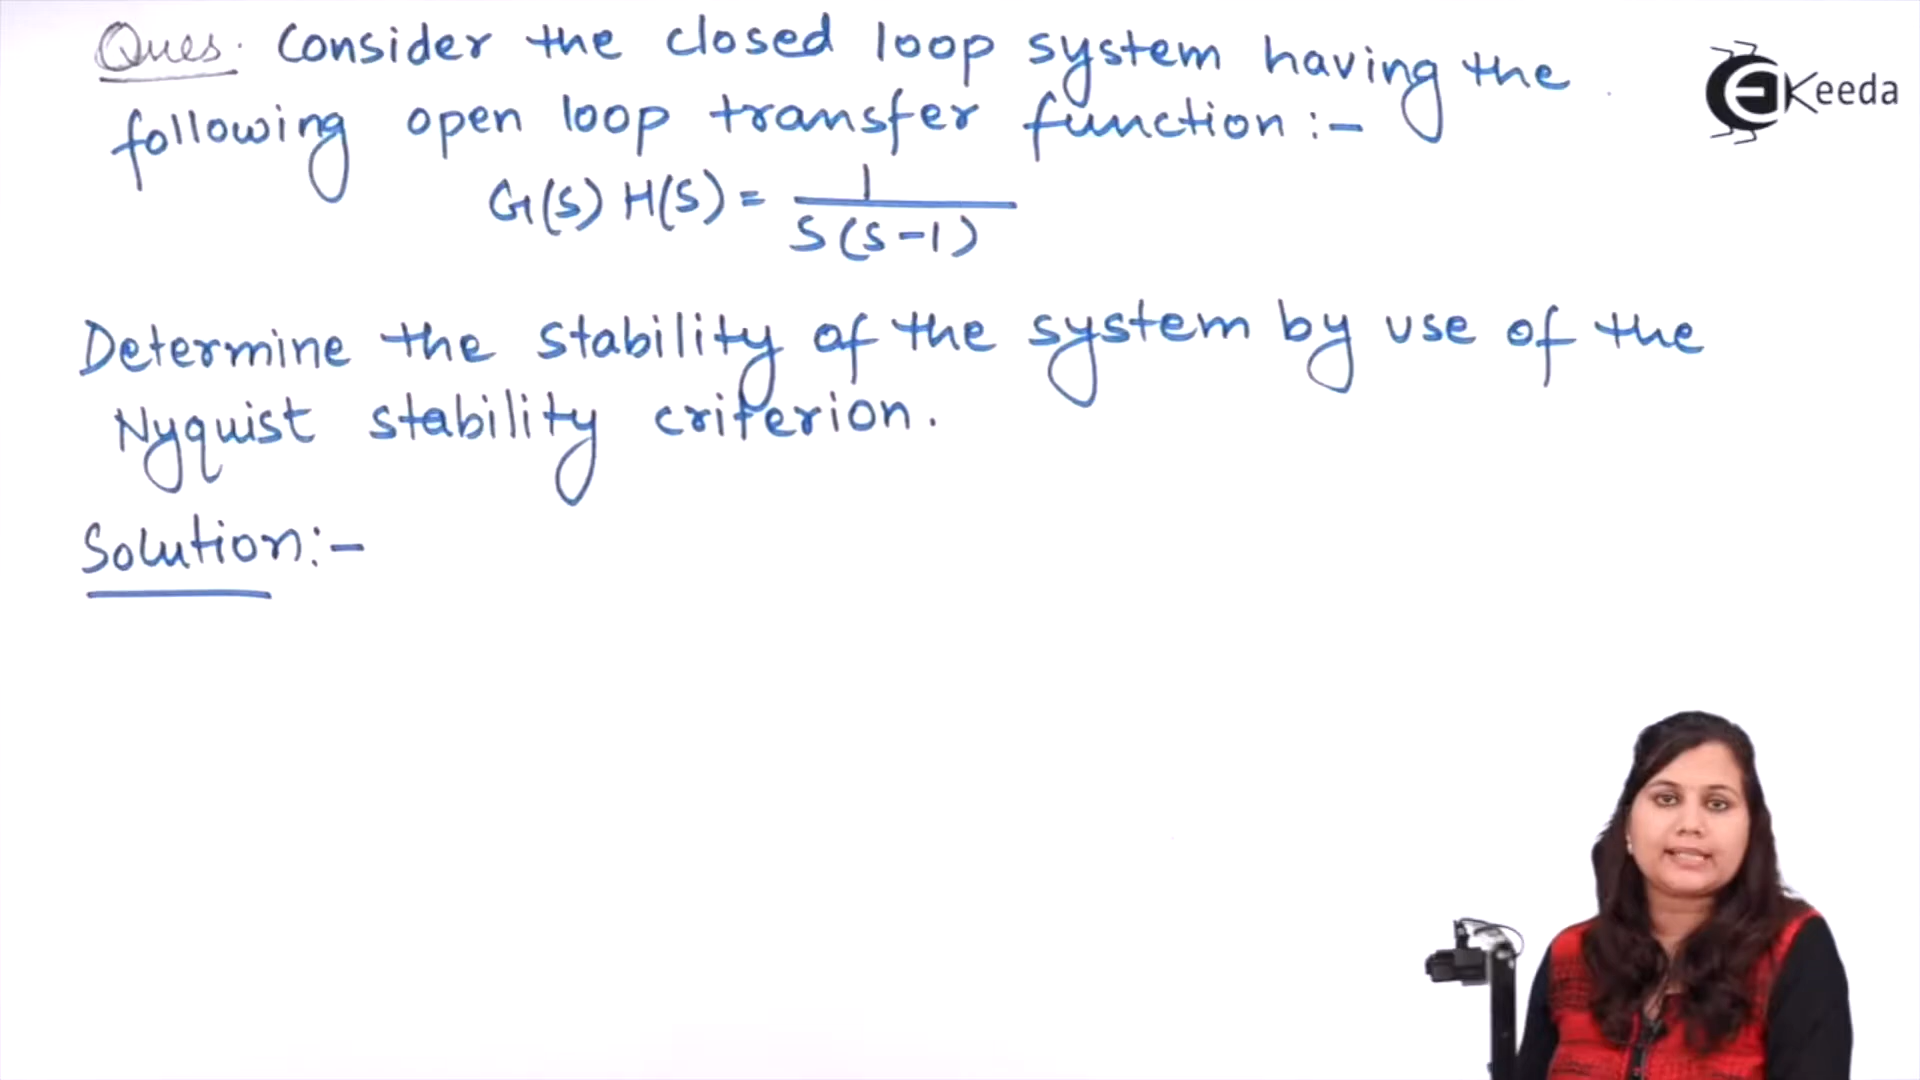 Ques. Consider the closed loop system having the
following open loop transfer function:-
G(s) H(s) = 1 / s(s-1)
Determine the stability of the system by use of the
Nyquist stability criterion.
Solution:-
EKeeda